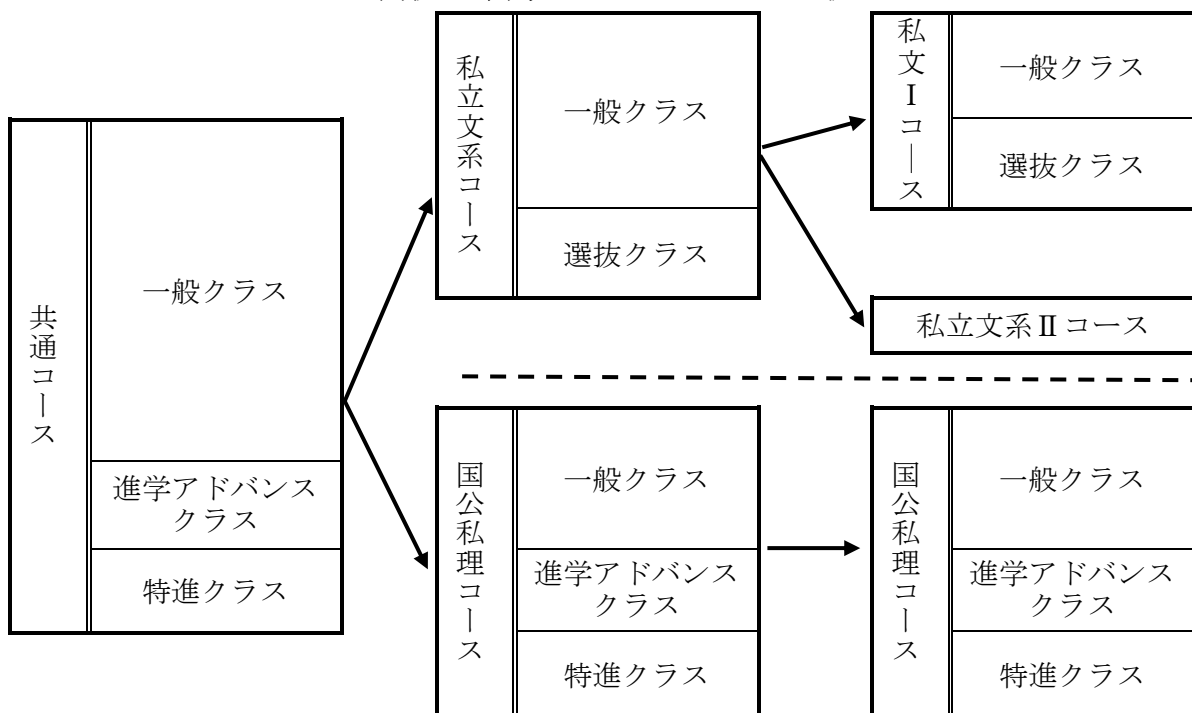 共通コース
一般クラス
進学アドバンス
クラス
特進クラス
私立文系コース
一般クラス
選抜クラス
国公私理コース
一般クラス
進学アドバンス
クラス
特進クラス
私文Ⅰコース
一般クラス
選抜クラス
私立文系Ⅱコース
国公私理コース
一般クラス
進学アドバンス
クラス
特進クラス